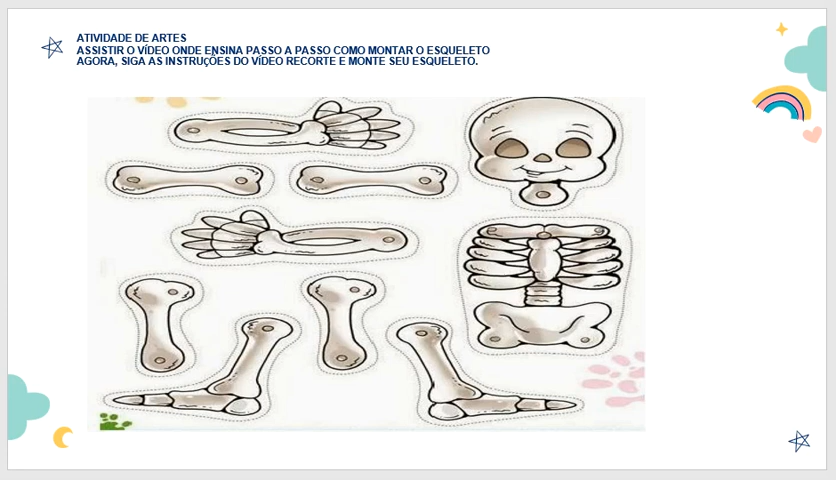 ATIVIDADE DE ARTES
ASSISTIR O VÍDEO ONDE ENSINA PASSO A PASSO COMO MONTAR O ESQUELETO
AGORA, SIGA AS INSTRUÇÕES DO VÍDEO RECORTE E MONTE SEU ESQUELETO.